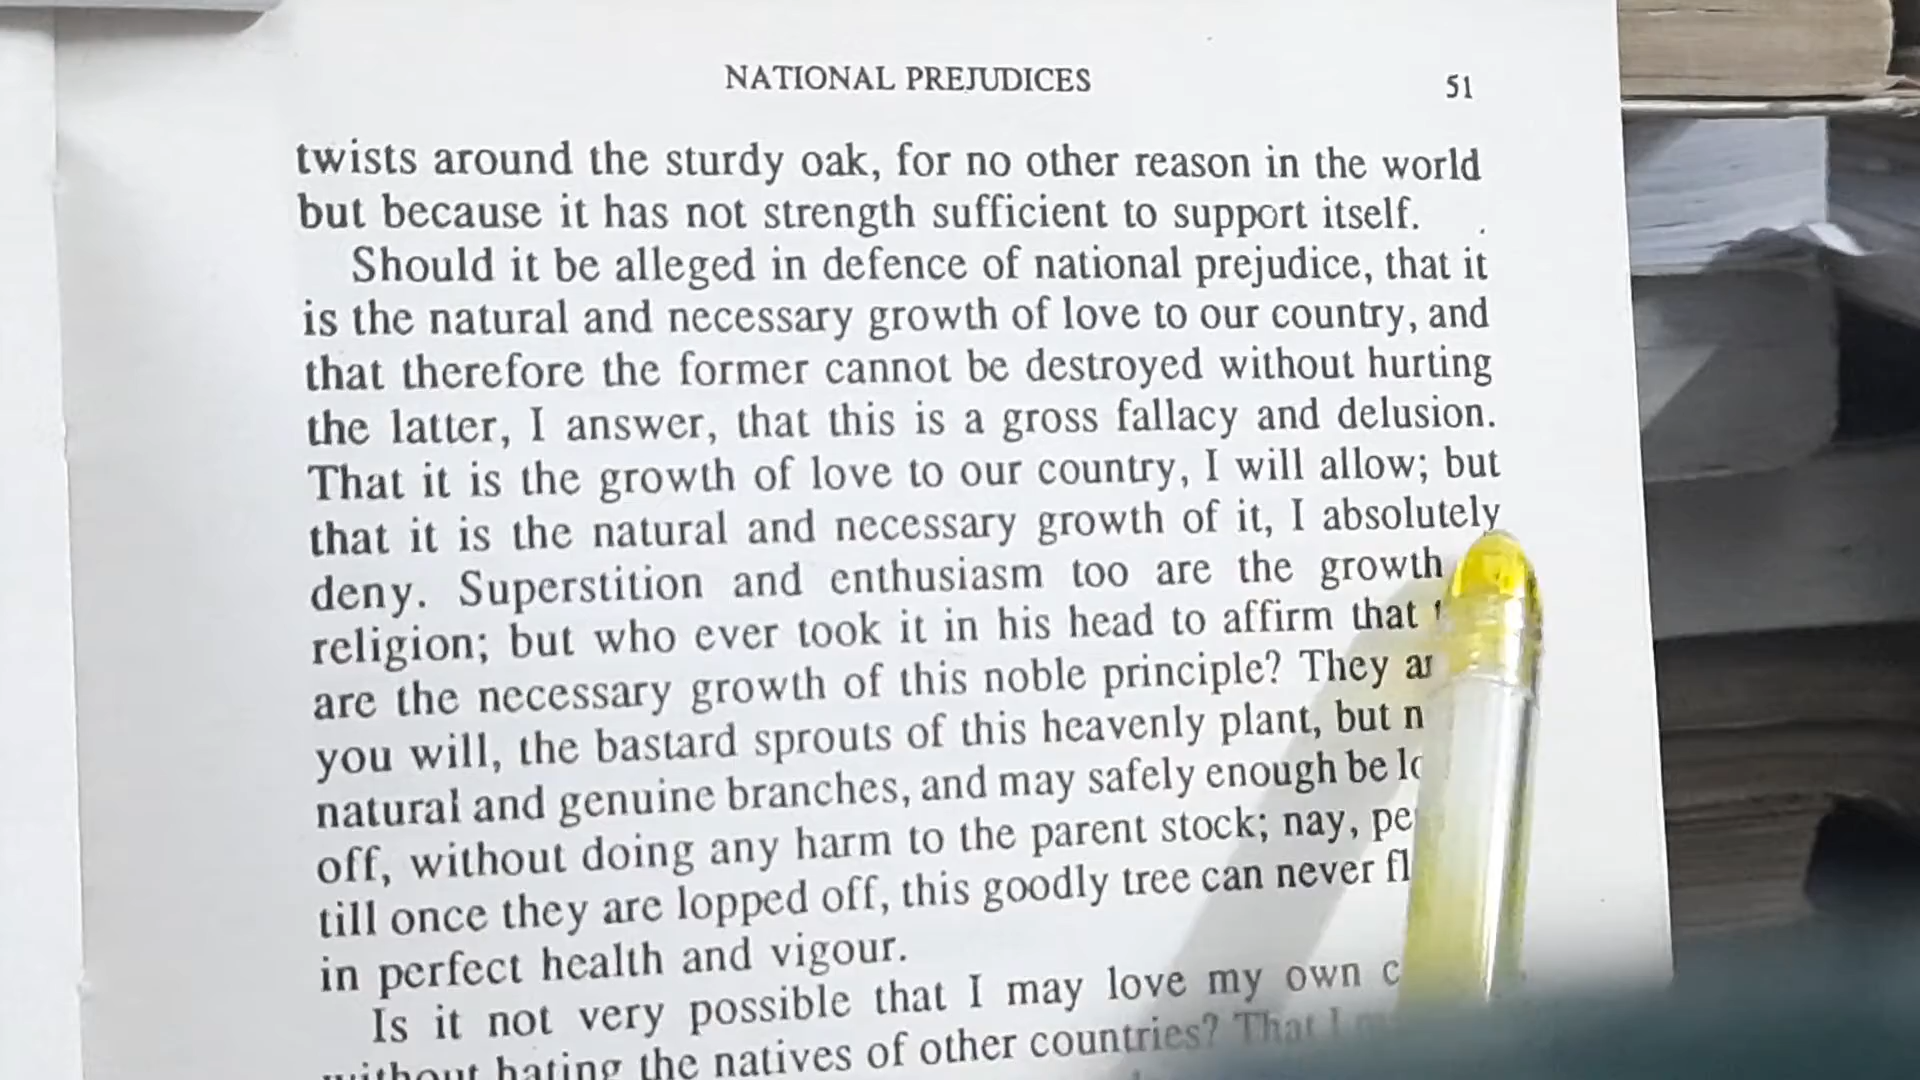 NATIONAL PREJUDICES 51
twists around the sturdy oak, for no other reason in the world
but because it has not strength sufficient to support itself.
Should it be alleged in defence of national prejudice, that it
is the natural and necessary growth of love to our country, and
that therefore the former cannot be destroyed without hurting
the latter, I answer, that this is a gross fallacy and delusion.
That it is the growth of love to our country, I will allow; but
that it is the natural and necessary growth of it, I absolutely
deny. Superstition and enthusiasm too are the growth
religion; but who ever took it in his head to affirm that
are the necessary growth of this noble principle? They
you will, the bastard sprouts of this heavenly plant, but
natural and genuine branches, and may safely enough be
off, without doing any harm to the parent stock; nay,
till once they are lopped off, this goodly tree can never
in perfect health and vigour.
Is it not very possible that I may love my own
without hating the natives of other countries? That I